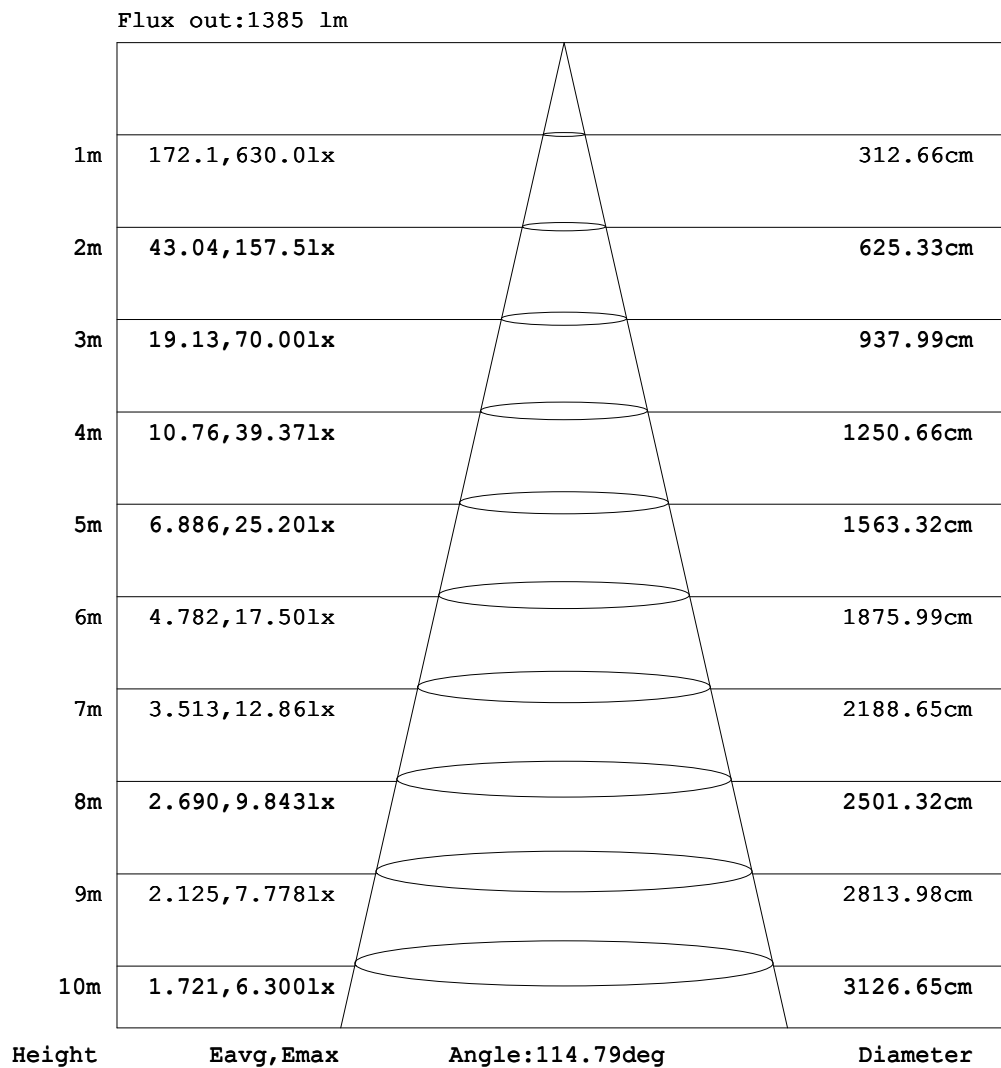 Flux out:1385 lm
1m 172.1,630.0lx 312.66cm
2m 43.04,157.5lx 625.33cm
3m 19.13,70.00lx 937.99cm
4m 10.76,39.37lx 1250.66cm
5m 6.886,25.20lx 1563.32cm
6m 4.782,17.50lx 1875.99cm
7m 3.513,12.86lx 2188.65cm
8m 2.690,9.843lx 2501.32cm
9m 2.125,7.778lx 2813.98cm
10m 1.721,6.300lx 3126.65cm
Height Eavg,Emax Angle:114.79deg Diameter